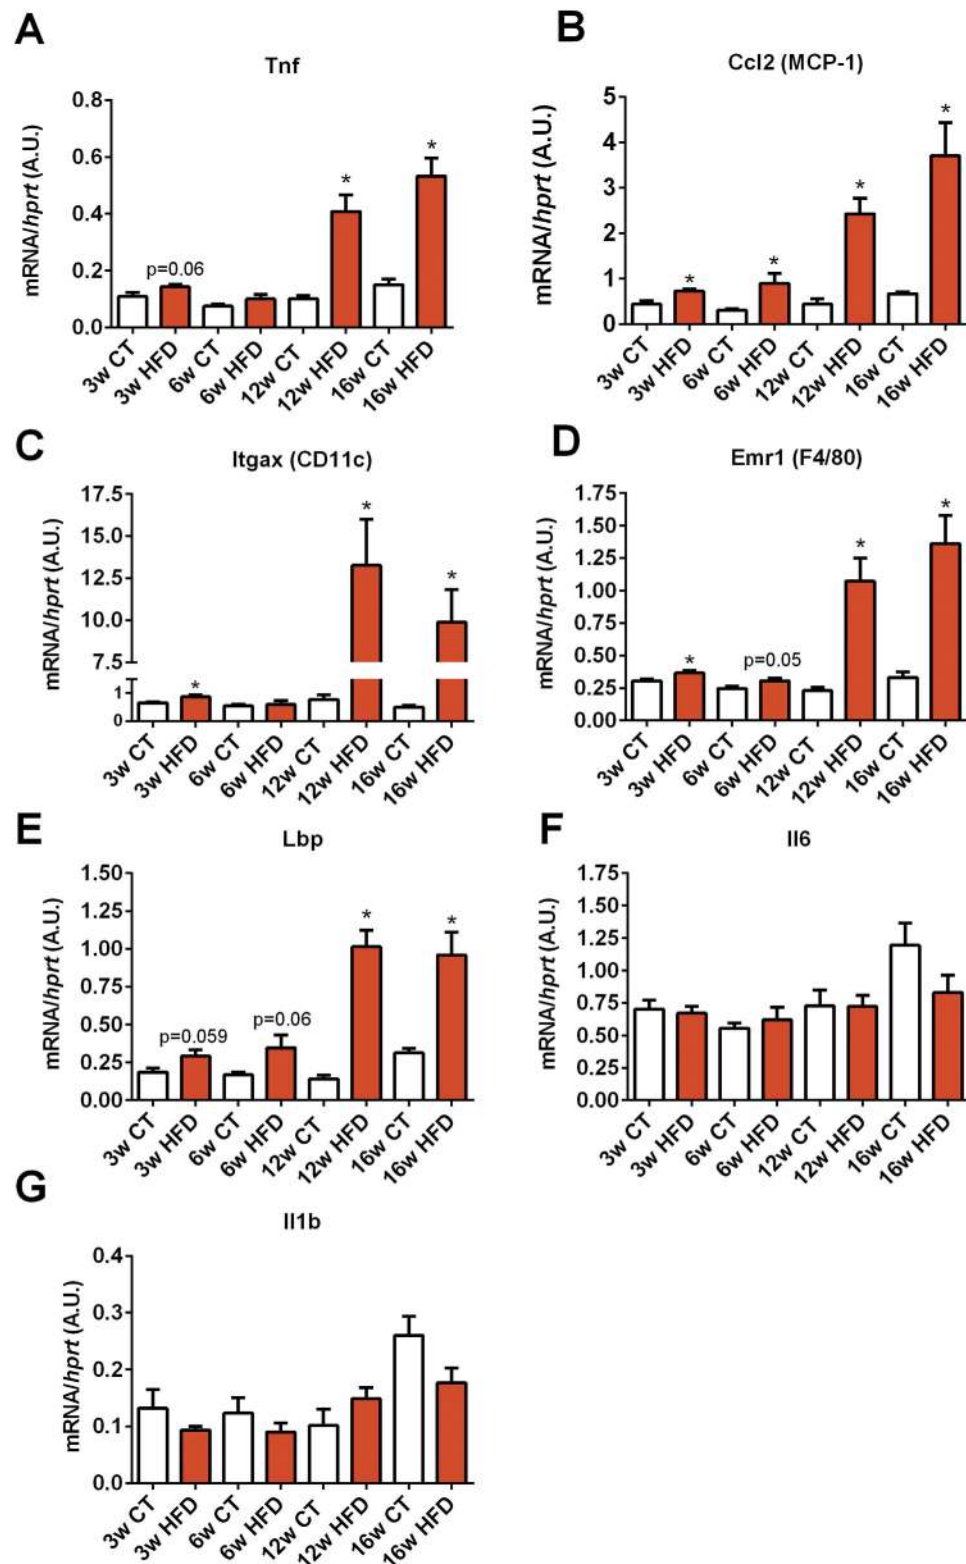 A
Tnf
mRNA/hprt (A.U.)
0.8
0.6
0.4
0.2
0.0
p=0.06
*
*
3w CT
3w HFD
6w CT
6w HFD
12w CT
12w HFD
16w CT
16w HFD
B
Ccl2 (MCP-1)
mRNA/hprt (A.U.)
5
4
3
2
1
0
*
*
*
*
3w CT
3w HFD
6w CT
6w HFD
12w CT
12w HFD
16w CT
16w HFD
C
Itgax (CD11c)
mRNA/hprt (A.U.)
17.5
15.0
12.5
10.0
7.5
1
0
*
*
*
3w CT
3w HFD
6w CT
6w HFD
12w CT
12w HFD
16w CT
16w HFD
D
Emr1 (F4/80)
mRNA/hprt (A.U.)
1.75
1.50
1.25
1.00
0.75
0.50
0.25
0.00
*
p=0.05
*
*
3w CT
3w HFD
6w CT
6w HFD
12w CT
12w HFD
16w CT
16w HFD
E
Lbp
mRNA/hprt (A.U.)
1.50
1.25
1.00
0.75
0.50
0.25
0.00
p=0.059
p=0.06
*
*
3w CT
3w HFD
6w CT
6w HFD
12w CT
12w HFD
16w CT
16w HFD
F
Il6
mRNA/hprt (A.U.)
1.75
1.50
1.25
1.00
0.75
0.50
0.25
0.00
3w CT
3w HFD
6w CT
6w HFD
12w CT
12w HFD
16w CT
16w HFD
G
Il1b
mRNA/hprt (A.U.)
0.4
0.3
0.2
0.1
0.0
3w CT
3w HFD
6w CT
6w HFD
12w CT
12w HFD
16w CT
16w HFD